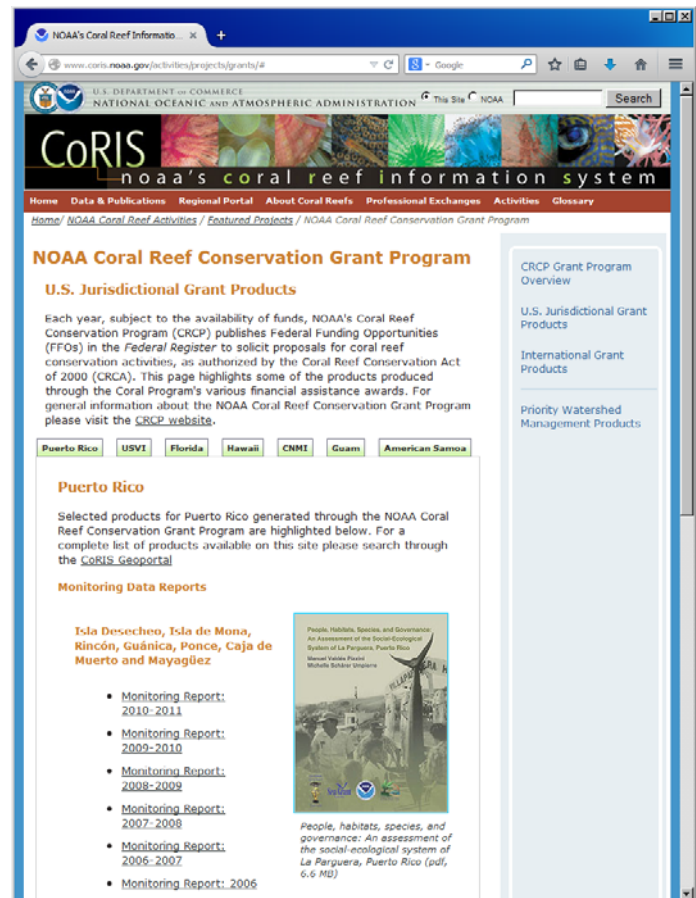 NOAA's Coral Reef Informatio...
www.coris.noaa.gov/activities/projects/grants/#
Google
U.S. DEPARTMENT OF COMMERCE
NATIONAL OCEANIC AND ATMOSPHERIC ADMINISTRATION
This Site NOAA
Search
CoRIS
noaa's coral reef information system
Home Data & Publications Regional Portal About Coral Reefs Professional Exchanges Activities Glossary
Home/ NOAA Coral Reef Activities / Featured Projects / NOAA Coral Reef Conservation Grant Program
NOAA Coral Reef Conservation Grant Program
U.S. Jurisdictional Grant Products
Each year, subject to the availability of funds, NOAA's Coral Reef
Conservation Program (CRCP) publishes Federal Funding Opportunities
(FFOs) in the Federal Register to solicit proposals for coral reef
conservation activities, as authorized by the Coral Reef Conservation Act
of 2000 (CRCA). This page highlights some of the products produced
through the Coral Program's various financial assistance awards. For
general information about the NOAA Coral Reef Conservation Grant Program
please visit the CRCP website.
Puerto Rico USVI Florida Hawaii CNMI Guam American Samoa
Puerto Rico
Selected products for Puerto Rico generated through the NOAA Coral
Reef Conservation Grant Program are highlighted below. For a
complete list of products available on this site please search through
the CoRIS Geoportal
Monitoring Data Reports
Isla Desecheo, Isla de Mona,
Rincón, Guánica, Ponce, Caja de
Muerto and Mayagüez
Monitoring Report:
2010-2011
Monitoring Report:
2009-2010
Monitoring Report:
2008-2009
Monitoring Report:
2007-2008
Monitoring Report:
2006-2007
Monitoring Report: 2006
People, Habitats, Species, and Governance:
An Assessment of the Social-Ecological
System of La Parguera, Puerto Rico
Manuel Valdés Pizzini
Michelle Schärer Umpierre
People, habitats, species, and
governance: An assessment of
the social-ecological system of
La Parguera, Puerto Rico (pdf,
6.6 MB)
CRCP Grant Program
Overview
U.S. Jurisdictional Grant
Products
International Grant
Products
Priority Watershed
Management Products